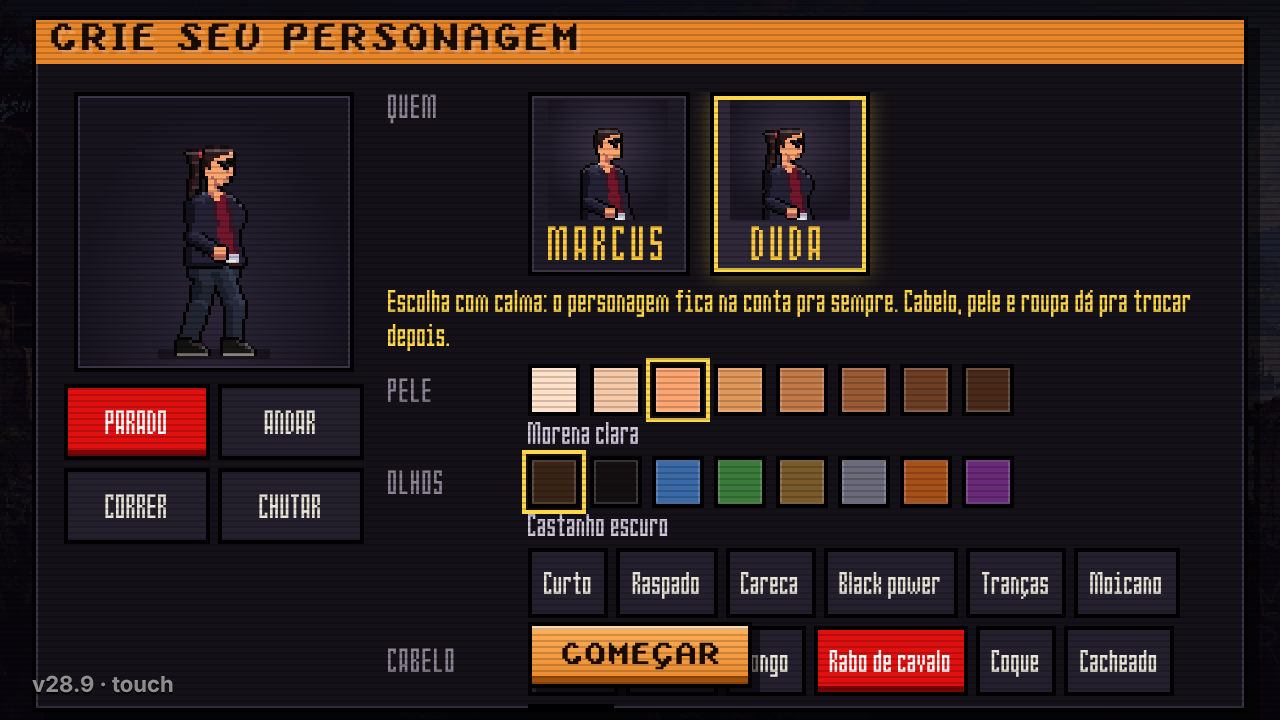 CRIE SEU PERSONAGEM
QUEM
MARCUS
DUDA
Escolha com calma: o personagem fica na conta pra sempre. Cabelo, pele e roupa dá pra trocar
depois.
PELE
Morena clara
OLHOS
Castanho escuro
PARADO
ANDAR
CORRER
CHUTAR
CABELO
Curto
Raspado
Careca
Black power
Tranças
Moicano
COMEÇAR
Rabo de cavalo
Coque
Cacheado
v28.9 · touch